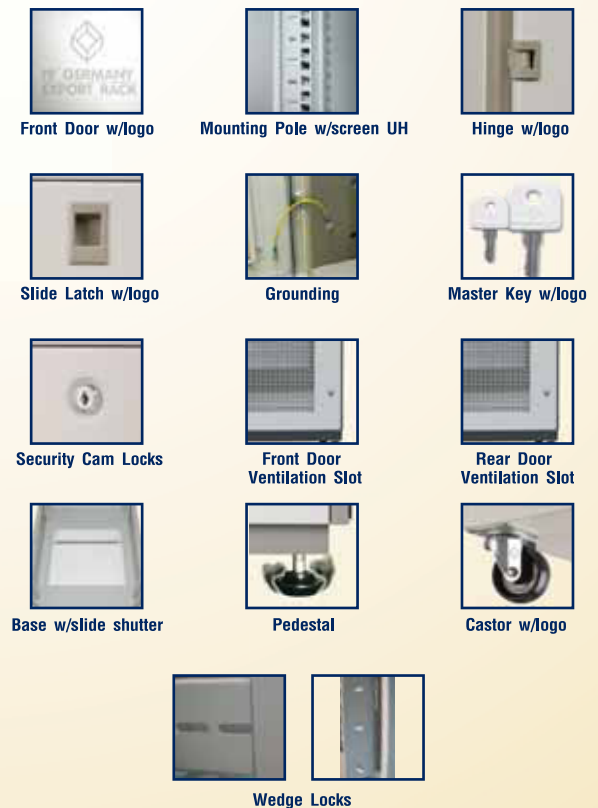 19" GERMANY
EXPORT RACK
Front Door w/logo
Mounting Pole w/screen UH
Hinge w/logo
Slide Latch w/logo
Grounding
Master Key w/logo
Security Cam Locks
Front Door
Ventilation Slot
Rear Door
Ventilation Slot
Base w/slide shutter
Pedestal
Castor w/logo
Wedge Locks